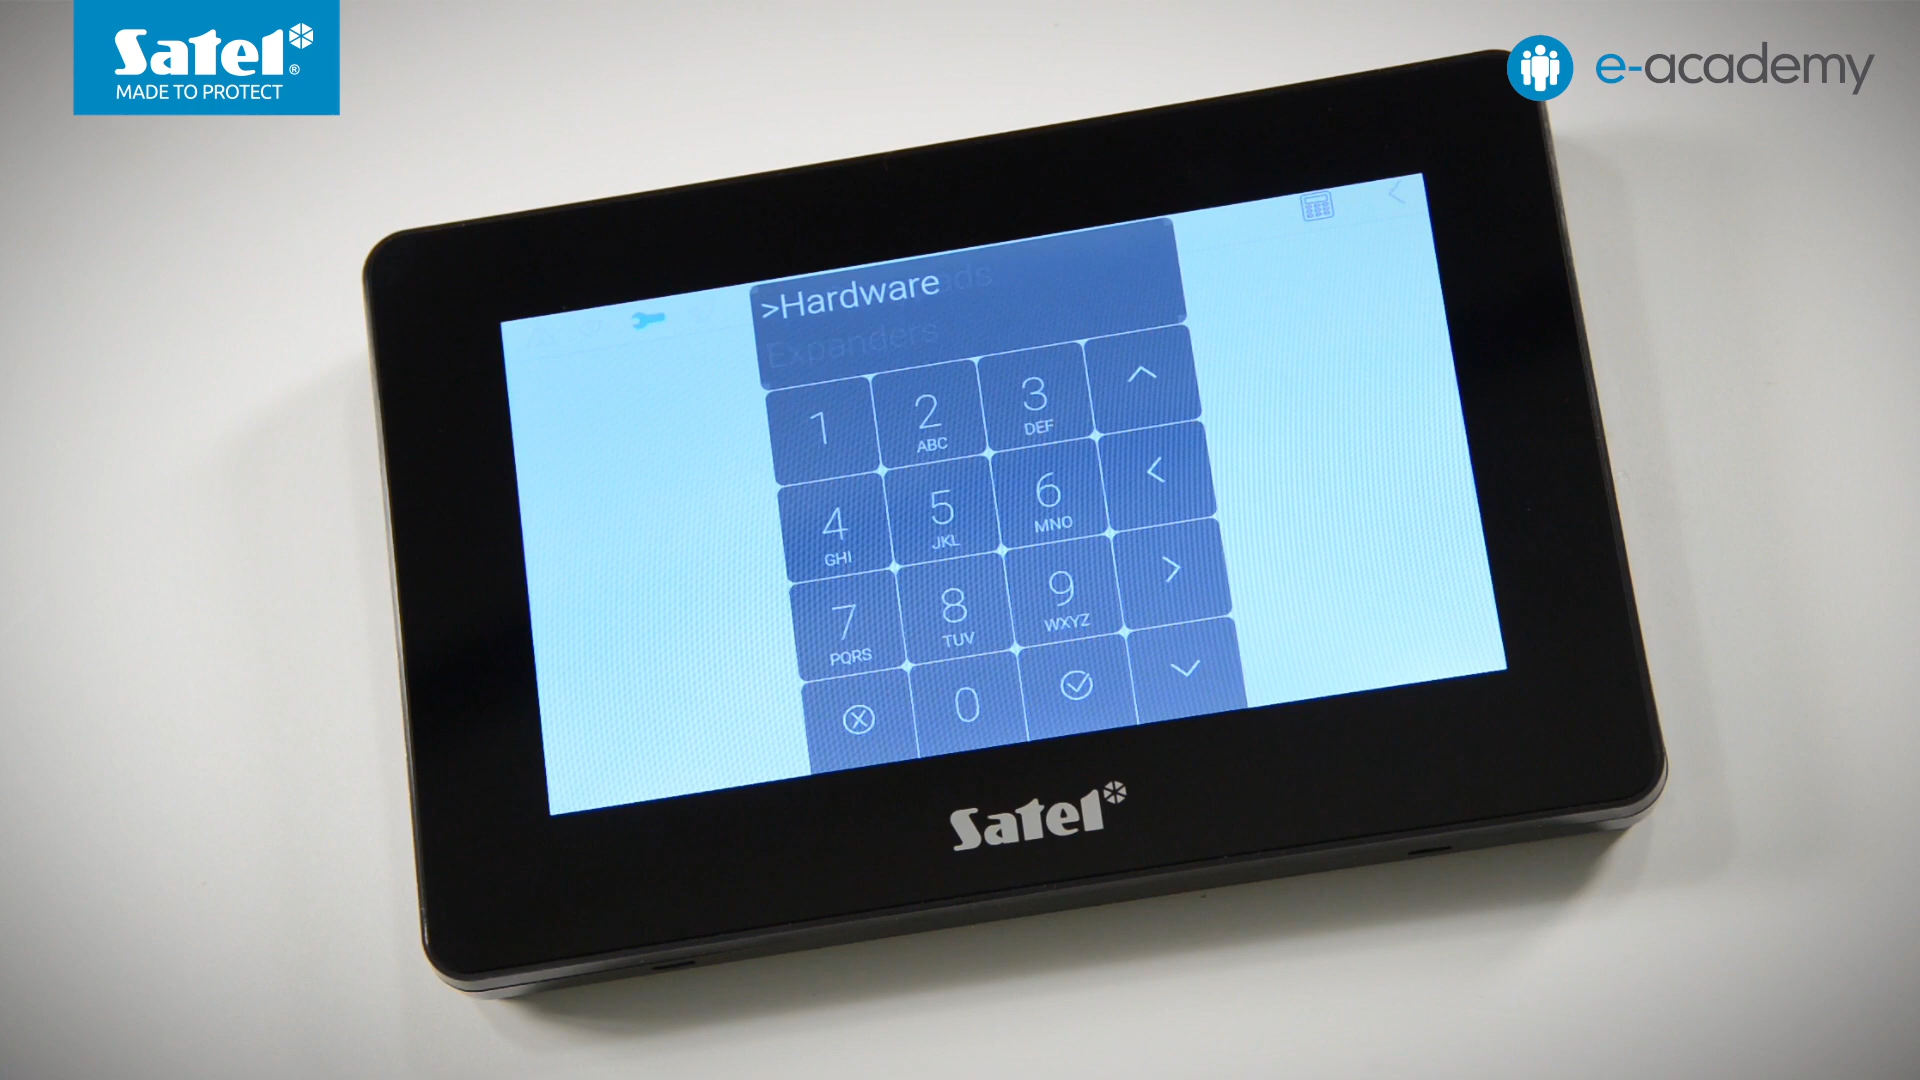 Satel®
MADE TO PROTECT
e-academy
>Hardware
Expanders
1
2
ABC
3
DEF
4
GHI
5
JKL
6
MNO
7
PQRS
8
TUV
9
WXYZ
0
Satel